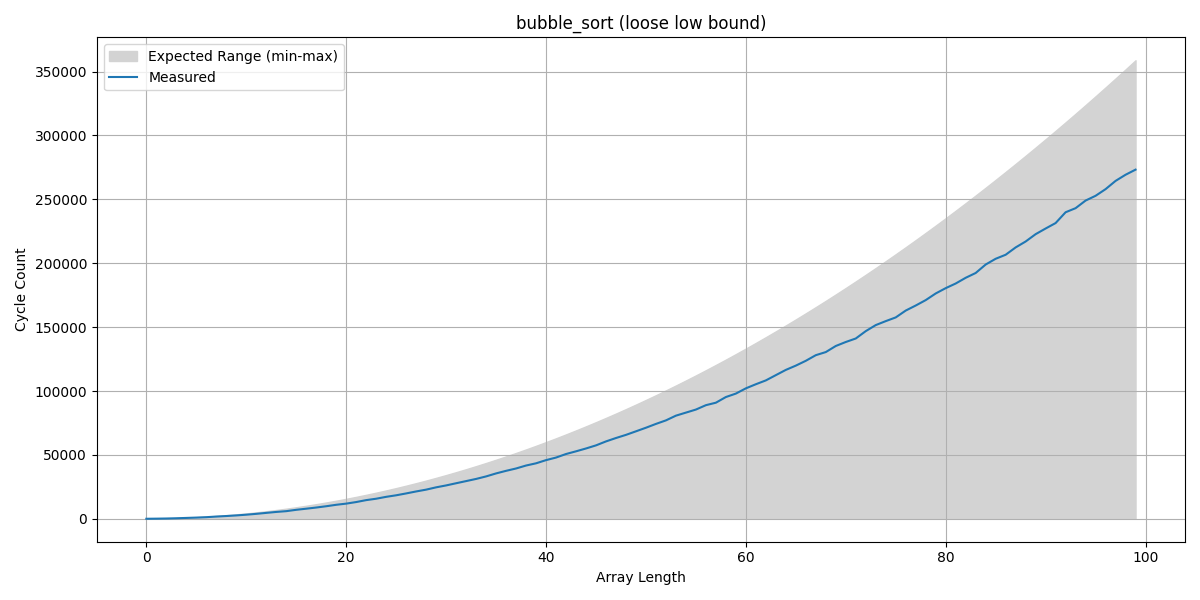 bubble_sort (loose low bound)
Expected Range (min-max)
Measured
350000
300000
250000
200000
150000
100000
50000
0
Cycle Count
0 20 40 60 80 100
Array Length